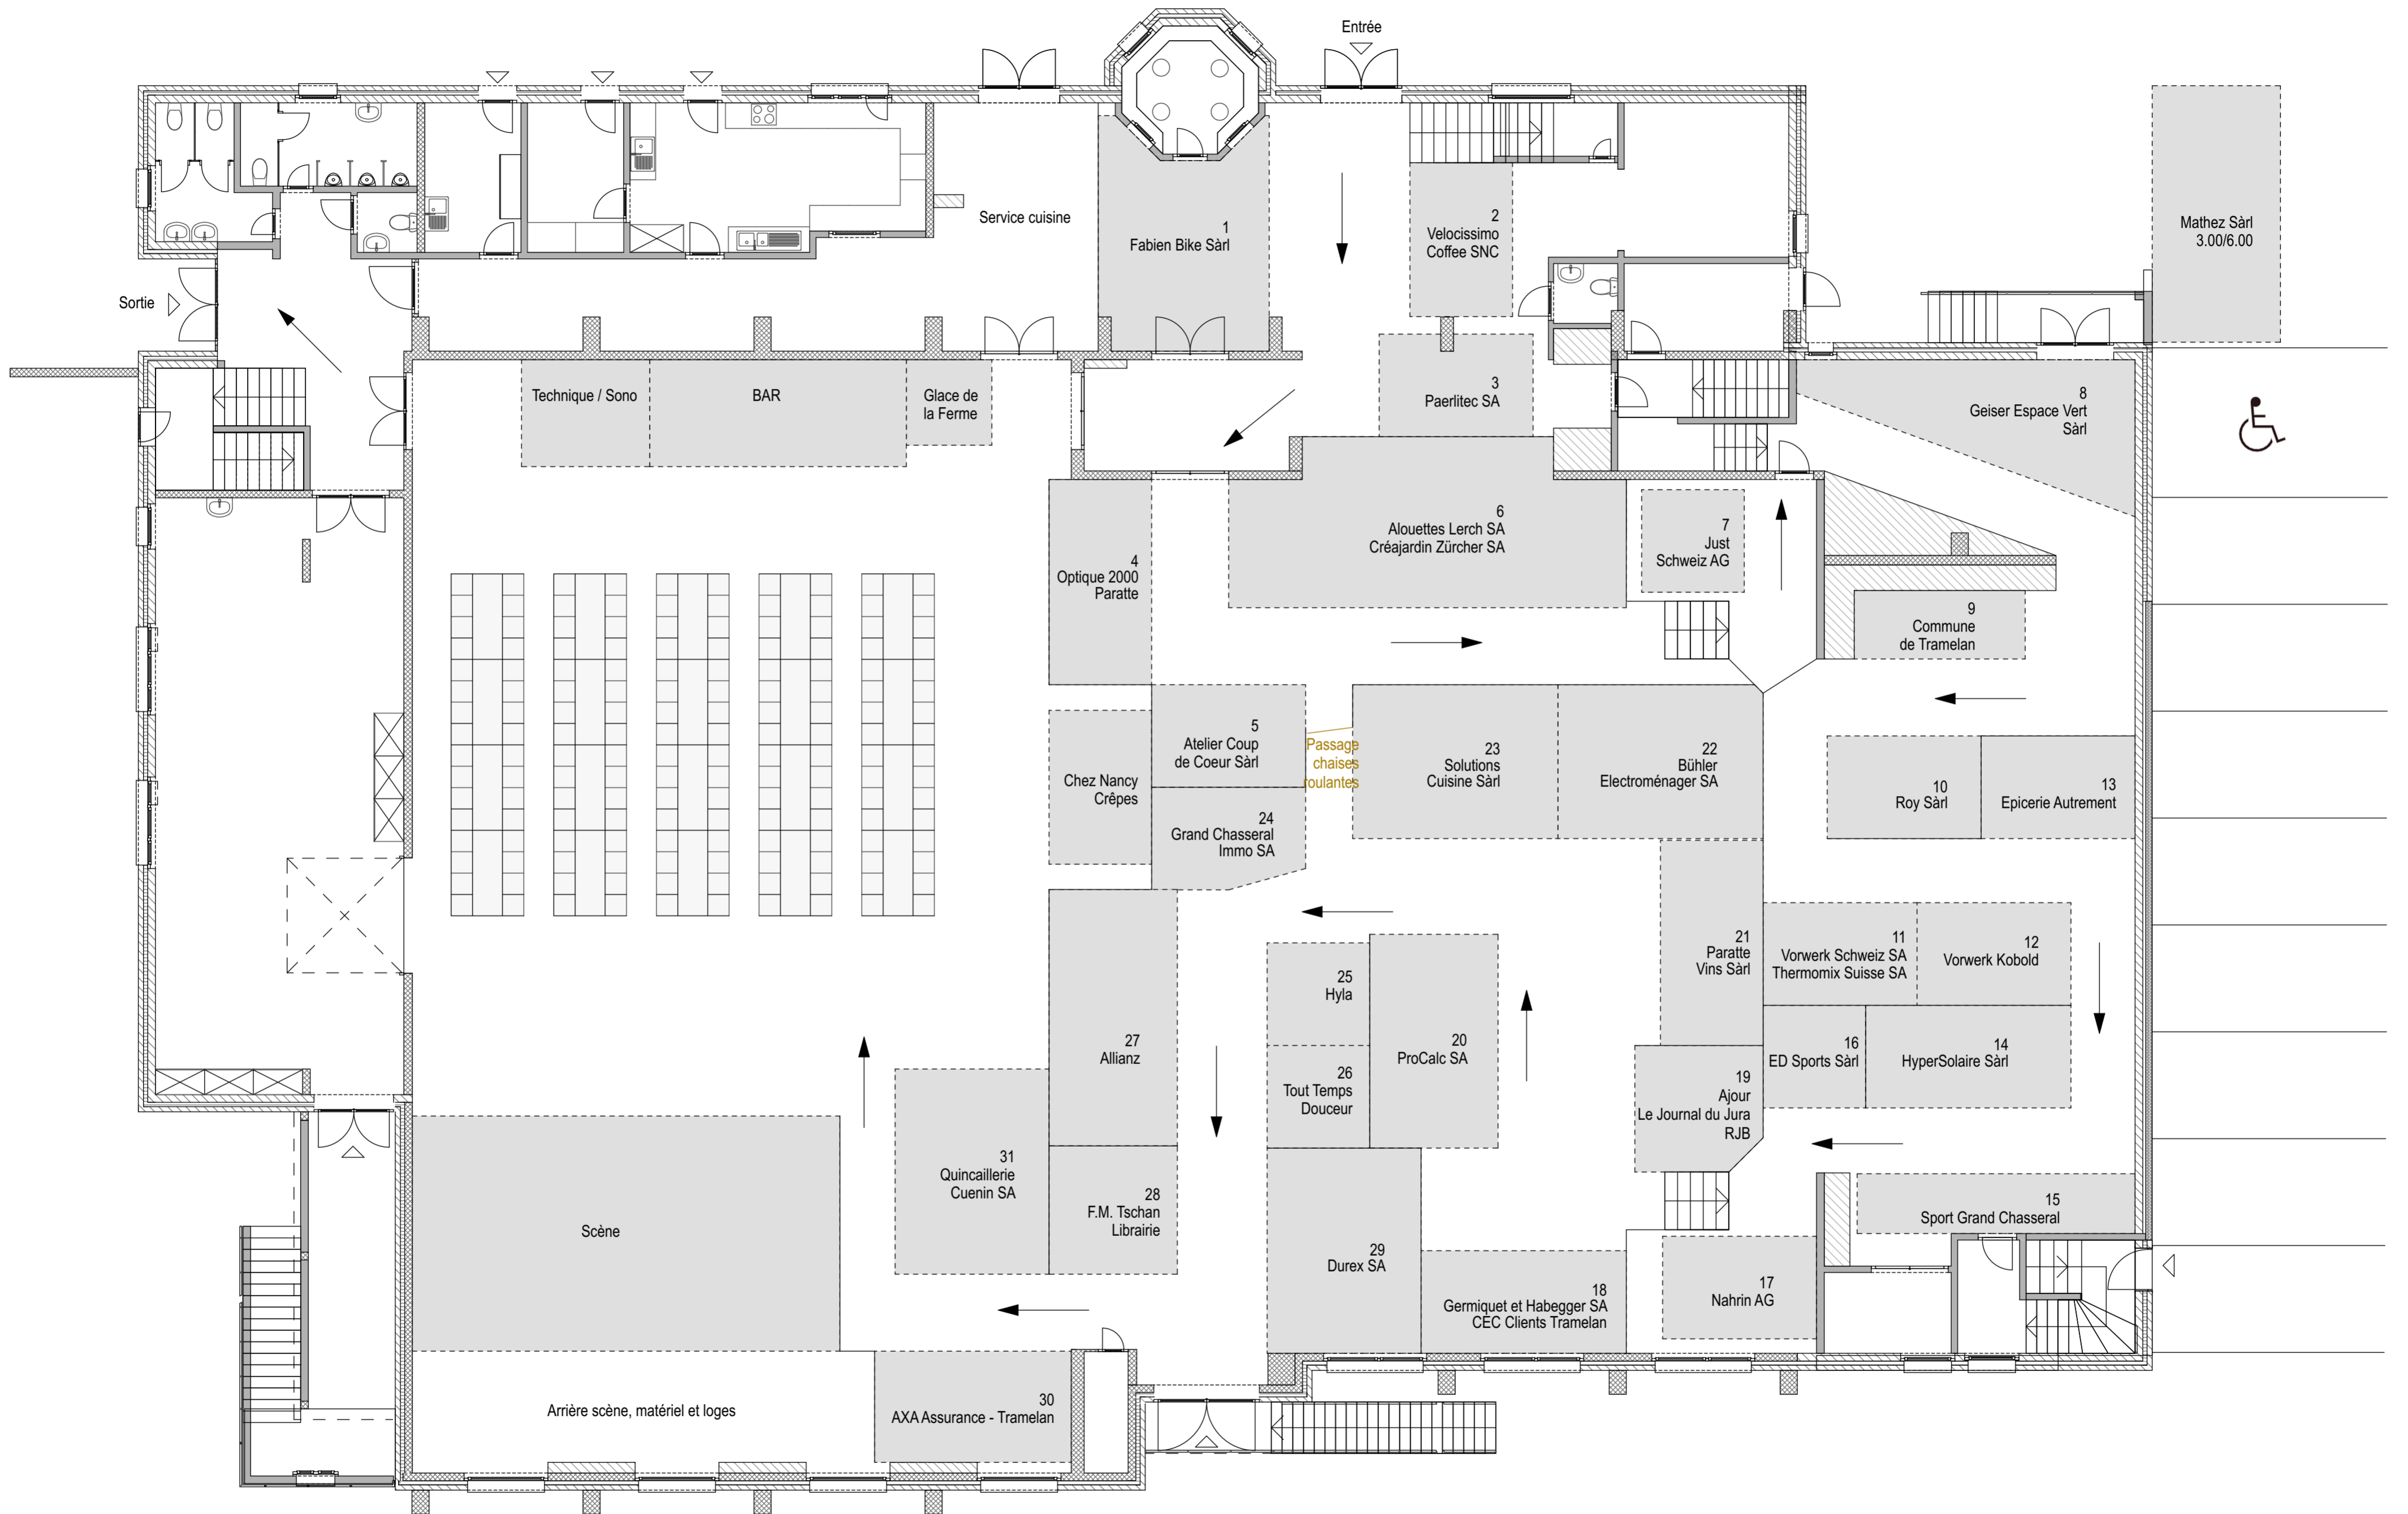 Entrée
Service cuisine
1
Fabien Bike Sàrl
2
Velocissimo
Coffee SNC
Mathez Sàrl
3.00/6.00
Sortie
Technique / Sono
BAR
Glace de
la Ferme
3
Paerlitec SA
8
Geiser Espace Vert
Sàrl
4
Optique 2000
Paratte
6
Alouettes Lerch SA
Créajardin Zürcher SA
7
Just
Schweiz AG
9
Commune
de Tramelan
5
Atelier Coup
de Coeur Sàrl
Passage
chaises
roulantes
23
Solutions
Cuisine Sàrl
22
Bühler
Electroménager SA
Chez Nancy
Crêpes
10
Roy Sàrl
13
Epicerie Autrement
24
Grand Chasseral
Immo SA
21
Paratte
Vins Sàrl
11
Vorwerk Schweiz SA
Thermomix Suisse SA
12
Vorwerk Kobold
25
Hyla
27
Allianz
20
ProCalc SA
16
ED Sports Sàrl
14
HyperSolaire Sàrl
26
Tout Temps
Douceur
19
Ajour
Le Journal du Jura
RJB
31
Quincaillerie
Cuenin SA
28
F.M. Tschan
Librairie
15
Sport Grand Chasseral
Scène
29
Durex SA
18
Germiquet et Habegger SA
CEC Clients Tramelan
17
Nahrin AG
Arrière scène, matériel et loges
30
AXA Assurance - Tramelan